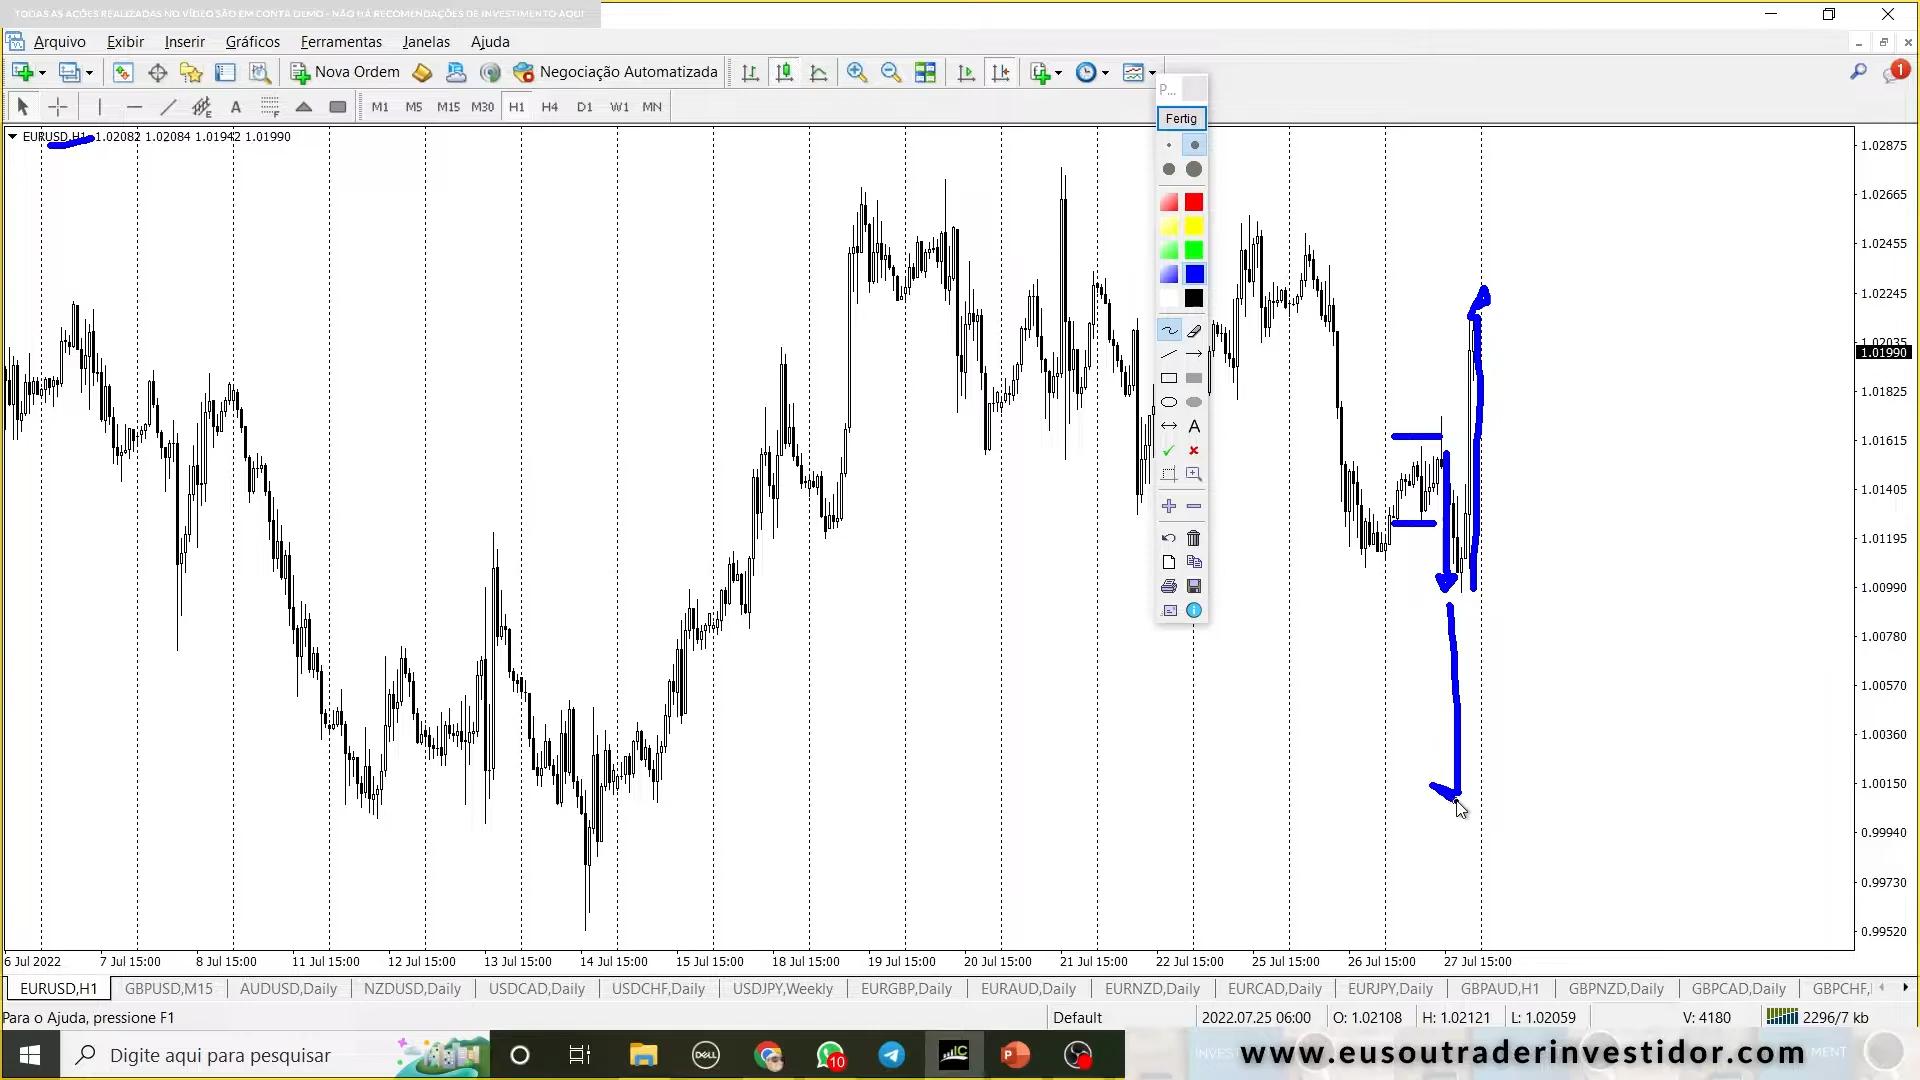 TODAS AS AÇÕES REALIZADAS NO VÍDEO SÃO EM CONTA DEMO - NÃO HÁ RECOMENDAÇÕES DE INVESTIMENTO AQUI
Arquivo Exibir Inserir Gráficos Ferramentas Janelas Ajuda
Nova Ordem Negociação Automatizada 1
A M1 M5 M15 M30 H1 H4 D1 W1 MN
P...
Fertig
A
EURUSD,H1 1.02082 1.02084 1.01942 1.01990
1.02875
1.02665
1.02455
1.02245
1.02035
1.01990
1.01825
1.01615
1.01405
1.01195
1.00990
1.00780
1.00570
1.00360
1.00150
0.99940
0.99730
0.99520
6 Jul 2022 7 Jul 15:00 8 Jul 15:00 11 Jul 15:00 12 Jul 15:00 13 Jul 15:00 14 Jul 15:00 15 Jul 15:00 18 Jul 15:00 19 Jul 15:00 20 Jul 15:00 21 Jul 15:00 22 Jul 15:00 25 Jul 15:00 26 Jul 15:00 27 Jul 15:00
EURUSD,H1 GBPUSD,M15 AUDUSD,Daily NZDUSD,Daily USDCAD,Daily USDCHF,Daily USDJPY,Weekly EURGBP,Daily EURAUD,Daily EURNZD,Daily EURCAD,Daily EURJPY,Daily GBPAUD,H1 GBPNZD,Daily GBPCAD,Daily GBPCHF,
Para o Ajuda, pressione F1 Default 2022.07.25 06:00 O: 1.02108 H: 1.02121 L: 1.02059 V: 4180 2296/7 kb
Digite aqui para pesquisar DELL 10 IC www.eusoutraderinvestidor.com